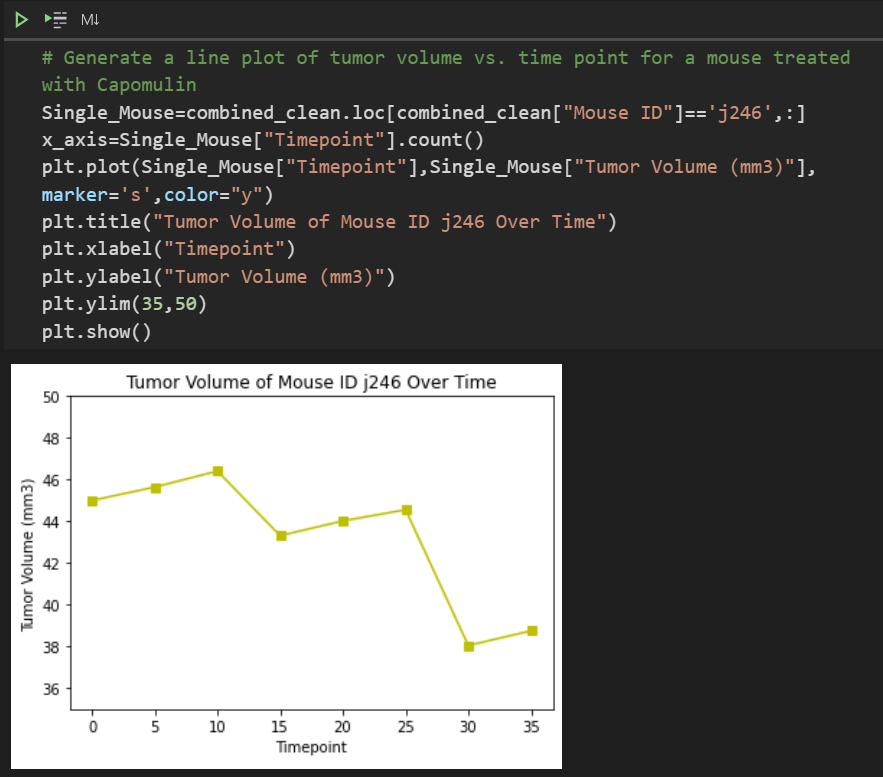 M↓
# Generate a line plot of tumor volume vs. time point for a mouse treated
with Capomulin
Single_Mouse=combined_clean.loc[combined_clean["Mouse ID"]=='j246',:]
x_axis=Single_Mouse["Timepoint"].count()
plt.plot(Single_Mouse["Timepoint"],Single_Mouse["Tumor Volume (mm3)"],
marker='s',color="y")
plt.title("Tumor Volume of Mouse ID j246 Over Time")
plt.xlabel("Timepoint")
plt.ylabel("Tumor Volume (mm3)")
plt.ylim(35,50)
plt.show()
Tumor Volume of Mouse ID j246 Over Time
50
48
46
44
42
40
38
36
Tumor Volume (mm3)
0 5 10 15 20 25 30 35
Timepoint